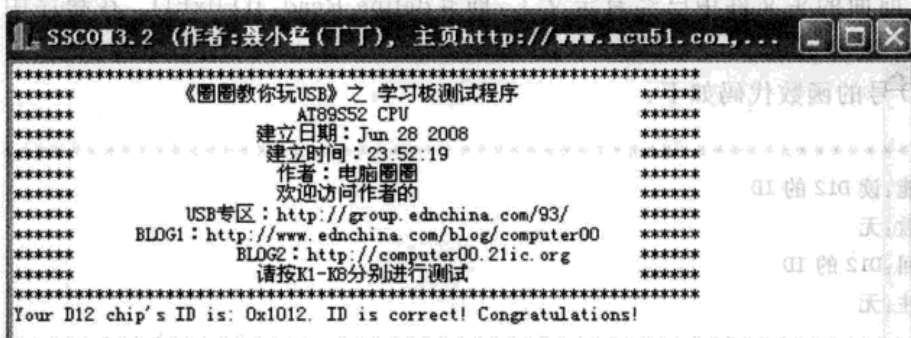 SSCOM3.2 (作者:聂小猛(丁丁), 主页http://www.mcu51.com,...
********************************************************************
****** 《圈圈教你玩USB》之 学习板测试程序 ******
****** AT89S52 CPU ******
****** 建立日期：Jun 28 2008 ******
****** 建立时间：23:52:19 ******
****** 作者：电脑圈圈 ******
****** 欢迎访问作者的 ******
****** USB专区：http://group.ednchina.com/93/ ******
****** BLOG1：http://www.ednchina.com/blog/computer00 ******
****** BLOG2：http://computer00.21ic.org ******
****** 请按K1-K8分别进行测试 ******
********************************************************************
Your D12 chip's ID is: 0x1012. ID is correct! Congratulations!